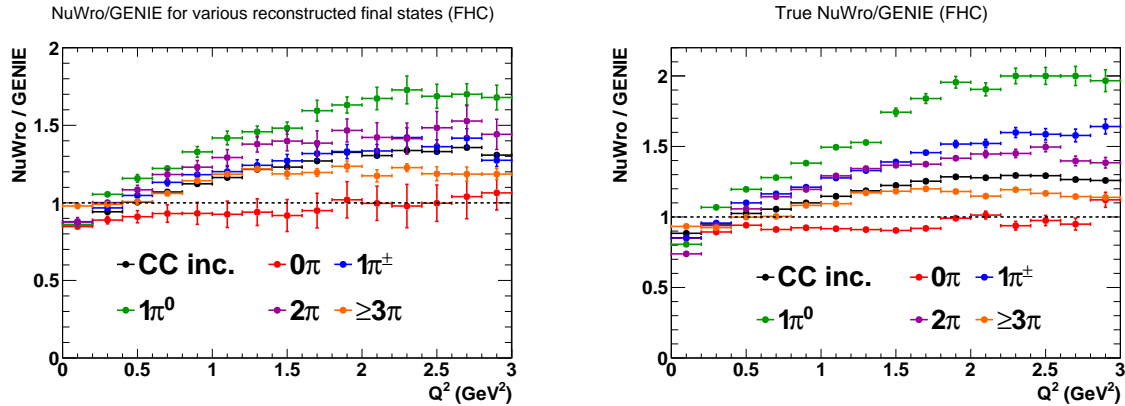 NuWro/GENIE for various reconstructed final states (FHC)
NuWro / GENIE
2
1.5
1
0.5
0
CC inc.
0π
1π±
1π⁰
2π
≥3π
0 0.5 1 1.5 2 2.5 3
Q² (GeV²)
True NuWro/GENIE (FHC)
NuWro / GENIE
2
1.5
1
0.5
0
CC inc.
0π
1π±
1π⁰
2π
≥3π
0 0.5 1 1.5 2 2.5 3
Q² (GeV²)